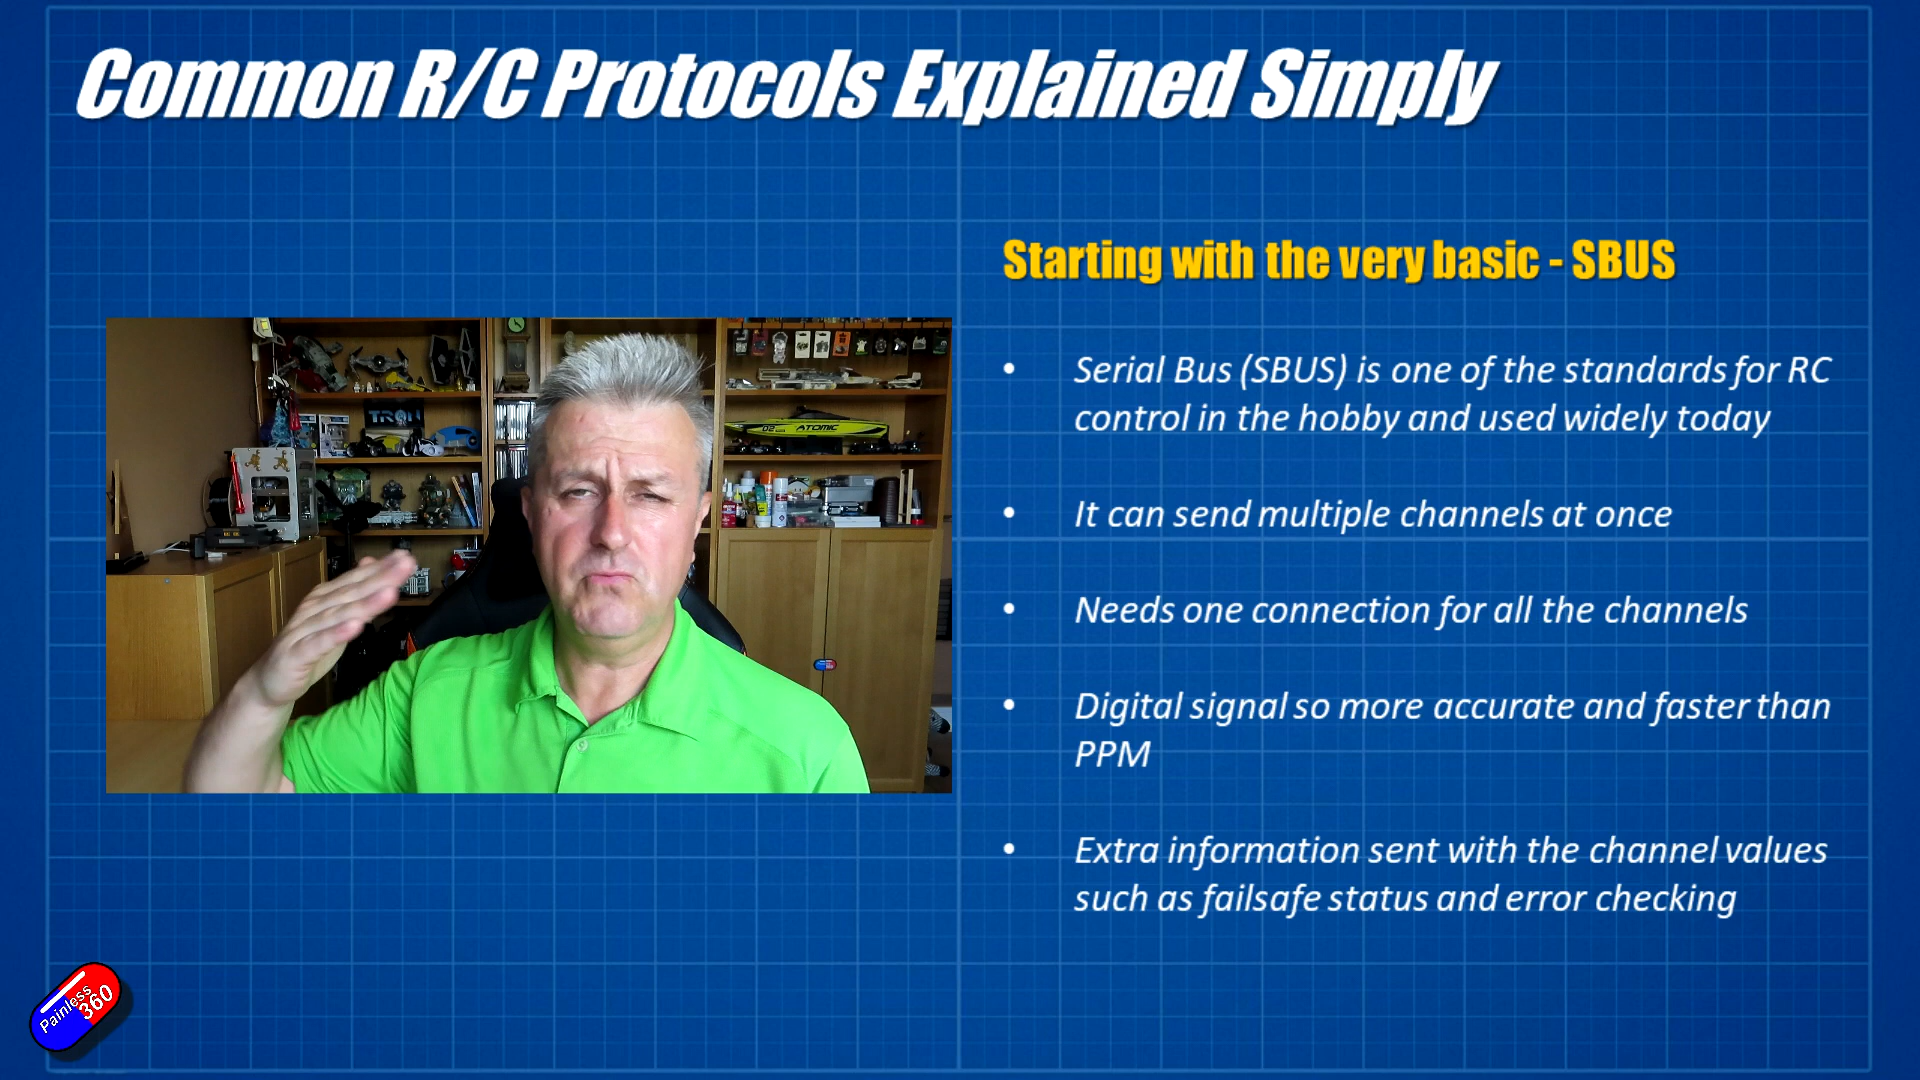 Common R/C Protocols Explained Simply
Starting with the very basic - SBUS
• Serial Bus (SBUS) is one of the standards for RC
control in the hobby and used widely today
• It can send multiple channels at once
• Needs one connection for all the channels
• Digital signal so more accurate and faster than
PPM
• Extra information sent with the channel values
such as failsafe status and error checking
TRON
02 ATOMIC
Painless
360